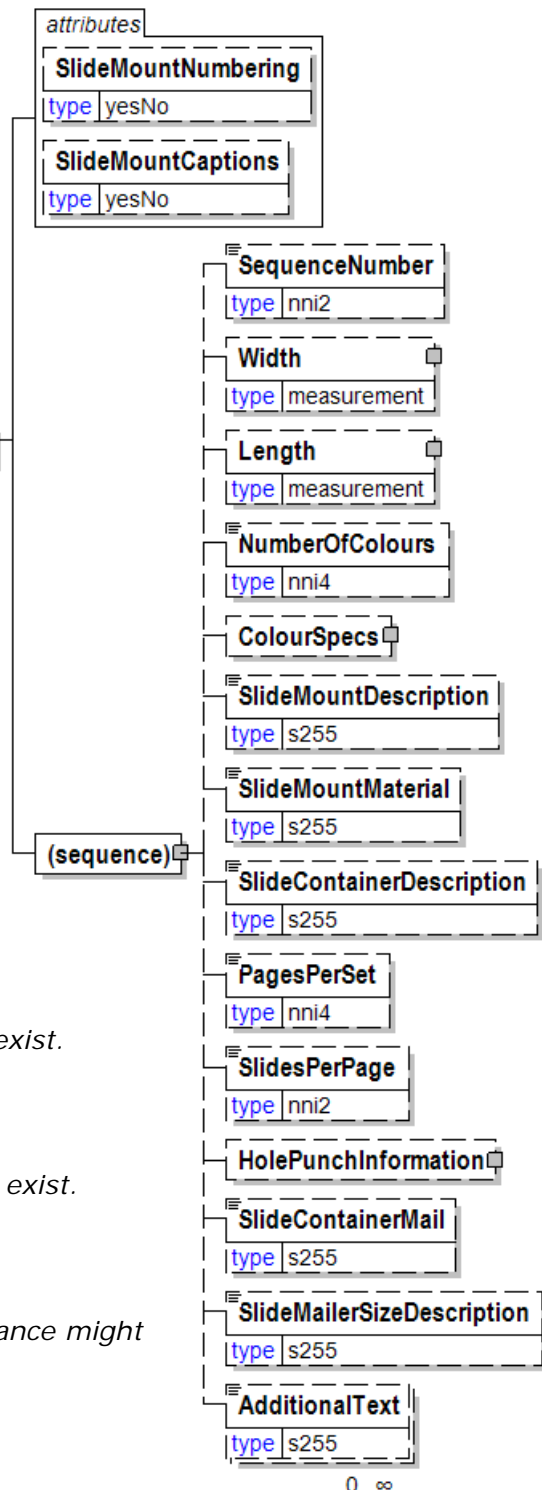 attributes
SlideMountNumbering
type yesNo
SlideMountCaptions
type yesNo
SequenceNumber
type nni2
Width
type measurement
Length
type measurement
NumberOfColours
type nni4
ColourSpecs
SlideMountDescription
type s255
SlideMountMaterial
type s255
(sequence)
SlideContainerDescription
type s255
PagesPerSet
type nni4
exist.
SlidesPerPage
type nni2
HolePunchInformation
exist.
SlideContainerMail
type s255
SlideMailerSizeDescription
ance might
type s255
AdditionalText
type s255
0 ∞